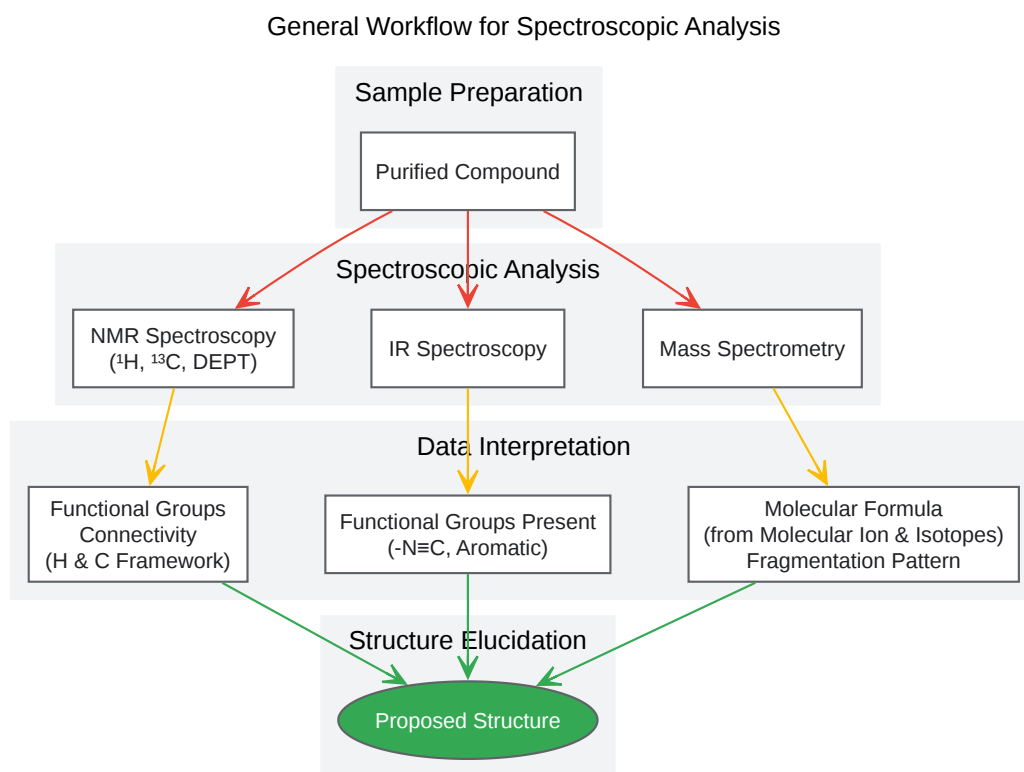 General Workflow for Spectroscopic Analysis
Sample Preparation
Purified Compound
Spectroscopic Analysis
NMR Spectroscopy
(¹H, ¹³C, DEPT)
IR Spectroscopy
Mass Spectrometry
Data Interpretation
Functional Groups
Connectivity
(H & C Framework)
Functional Groups Present
(-N≡C, Aromatic)
Molecular Formula
(from Molecular Ion & Isotopes)
Fragmentation Pattern
Structure Elucidation
Proposed Structure